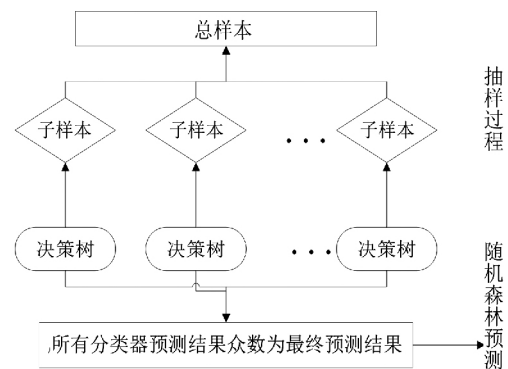 总样本
子样本 子样本 ... 子样本
抽样过程
决策树 决策树 ... 决策树
随机森林预测
,所有分类器预测结果众数为最终预测结果